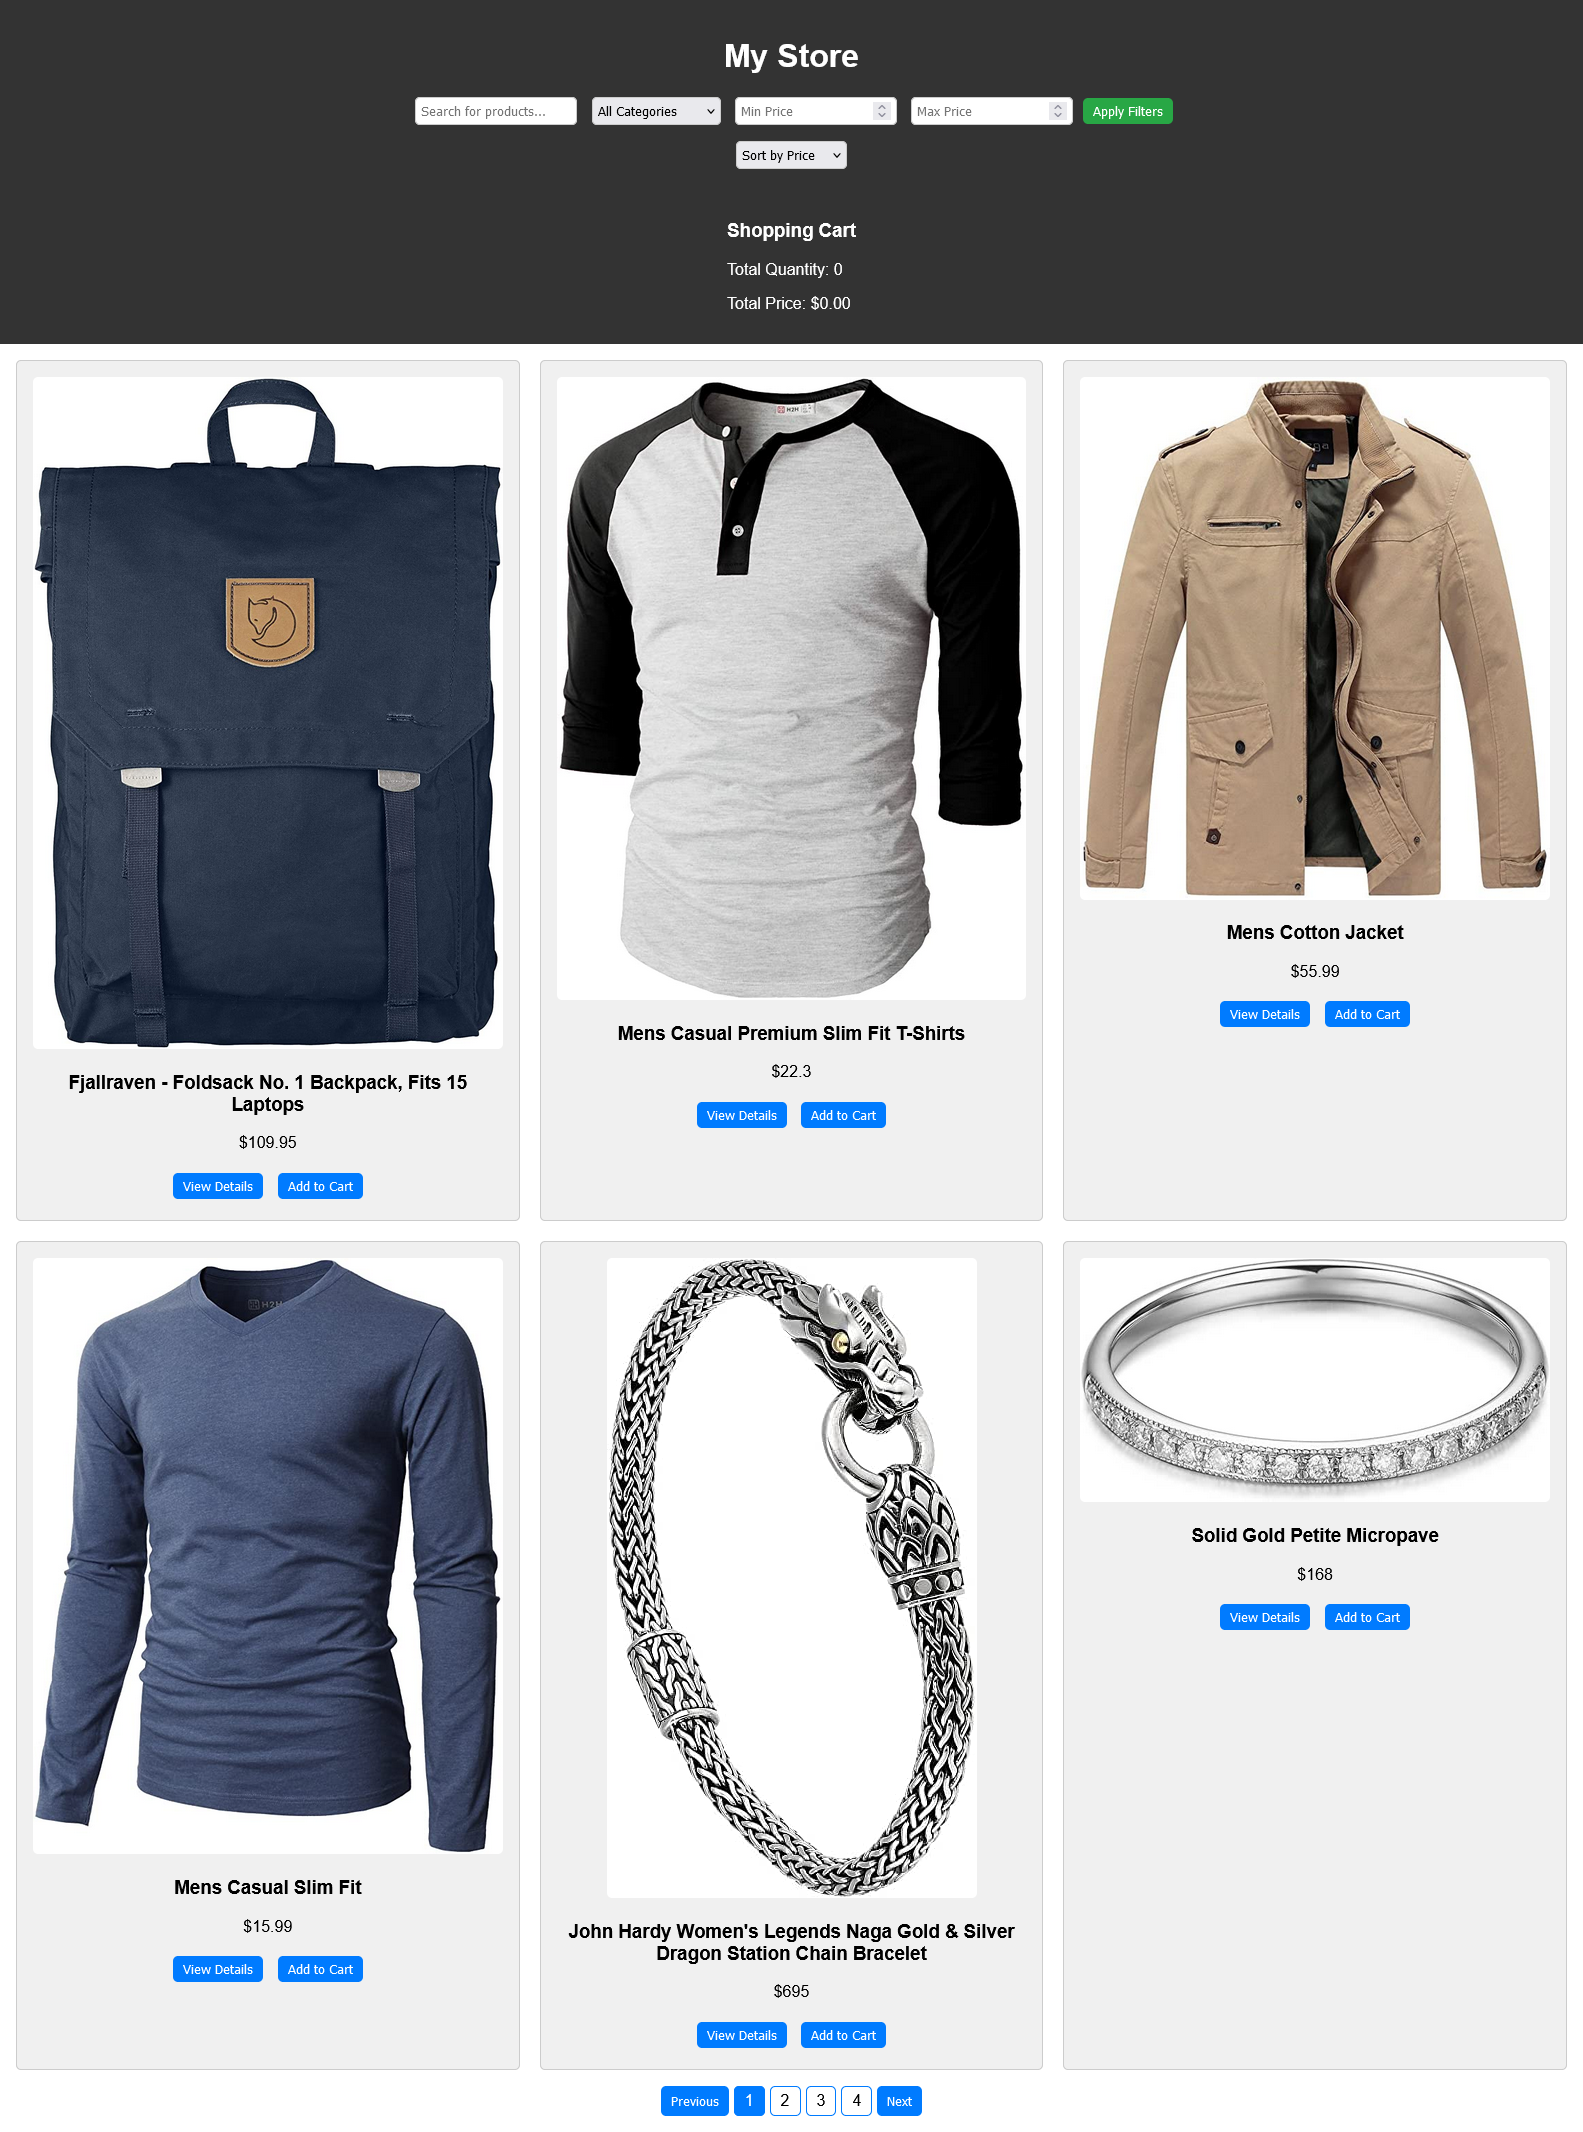 My Store
Search for products...
All Categories
Min Price
Max Price
Apply Filters
Sort by Price
Shopping Cart
Total Quantity: 0
Total Price: $0.00
H2H
Fjallraven - Foldsack No. 1 Backpack, Fits 15
Laptops
$109.95
View Details
Add to Cart
Mens Casual Premium Slim Fit T-Shirts
$22.3
View Details
Add to Cart
Mens Cotton Jacket
$55.99
View Details
Add to Cart
H2H
Mens Casual Slim Fit
$15.99
View Details
Add to Cart
John Hardy Women's Legends Naga Gold & Silver
Dragon Station Chain Bracelet
$695
View Details
Add to Cart
Solid Gold Petite Micropave
$168
View Details
Add to Cart
Previous
1
2
3
4
Next